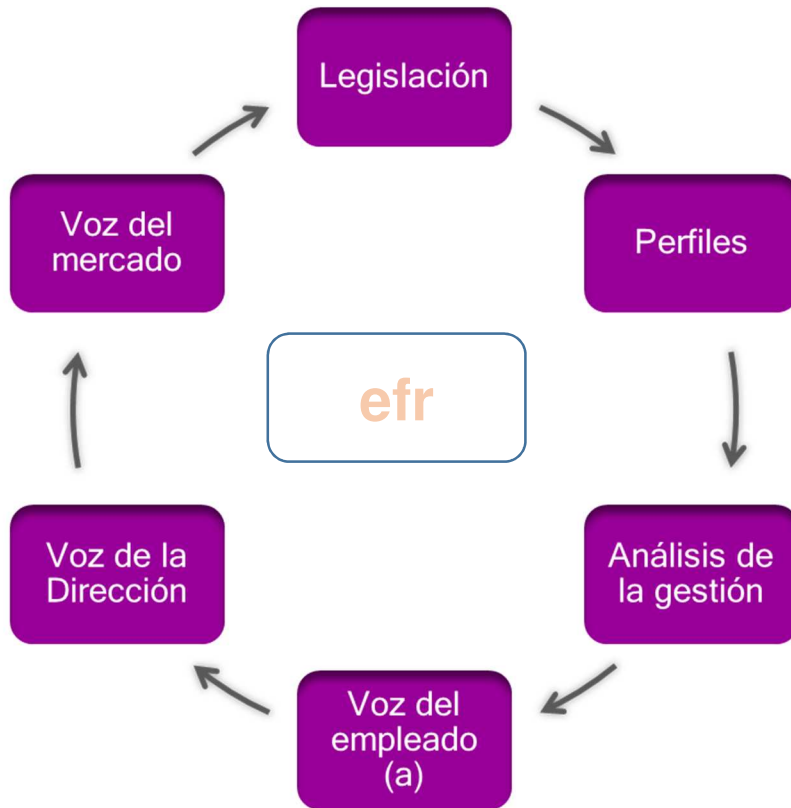 Legislación
Perfiles
Análisis de
la gestión
Voz del
empleado
(a)
Voz de la
Dirección
Voz del
mercado
efr